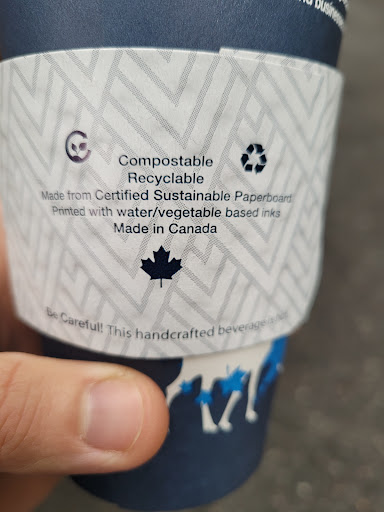 Compostable
Recyclable
Made from Certified Sustainable Paperboard
Printed with water/vegetable based inks
Made in Canada
Be Careful! This handcrafted beverage is hot